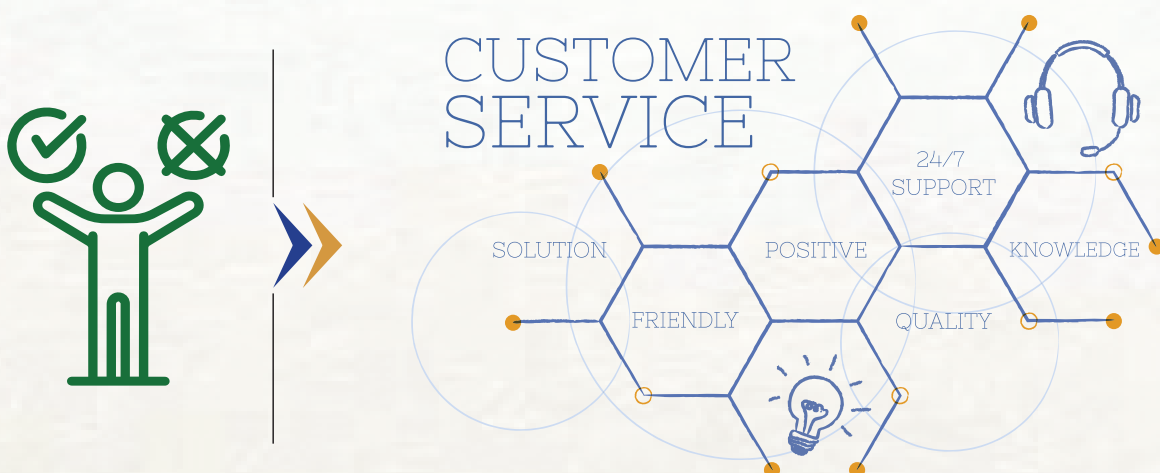 CUSTOMER
SERVICE
24/7
SUPPORT
SOLUTION
POSITIVE
KNOWLEDGE
FRIENDLY
QUALITY